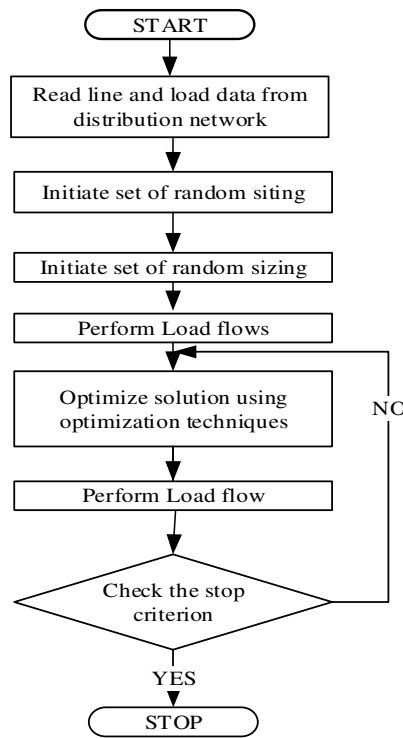 START
Read line and load data from
distribution network
Initiate set of random siting
Initiate set of random sizing
Perform Load flows
Optimize solution using
optimization techniques
NO
Perform Load flow
Check the stop
criterion
YES
STOP